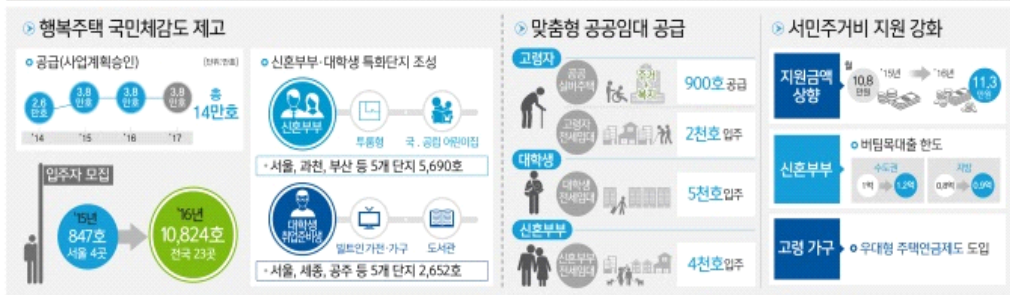 행복주택 국민체감도 제고
공급(사업계획승인)
(단위:만호)
2.6
만호
3.8
만호
3.8
만호
3.8
만호
총
14만호
'14 '15 '16 '17
입주자 모집
'15년
847호
서울 4곳
'16년
10,824호
전국 23곳
신혼부부·대학생 특화단지 조성
신혼부부
투룸형
국.공립 어린이집
· 서울, 과천, 부산 등 5개 단지 5,690호
대학생
취업준비생
빌트인 가전·가구
도서관
· 서울, 세종, 공주 등 5개 단지 2,652호
맞춤형 공공임대 공급
고령자
공공
실버주택
주거
복지
900호 공급
고령자
전세임대
2천호 입주
대학생
대학생
전세임대
5천호 입주
신혼부부
신혼부부
전세임대
4천호 입주
서민주거비 지원 강화
지원금액
상향
월
10.8
만원
'15년
'16년
11.3
만원
신혼부부
버팀목대출 한도
수도권
1억
1.2억
지방
0.8억
0.9억
고령 가구
우대형 주택연금제도 도입